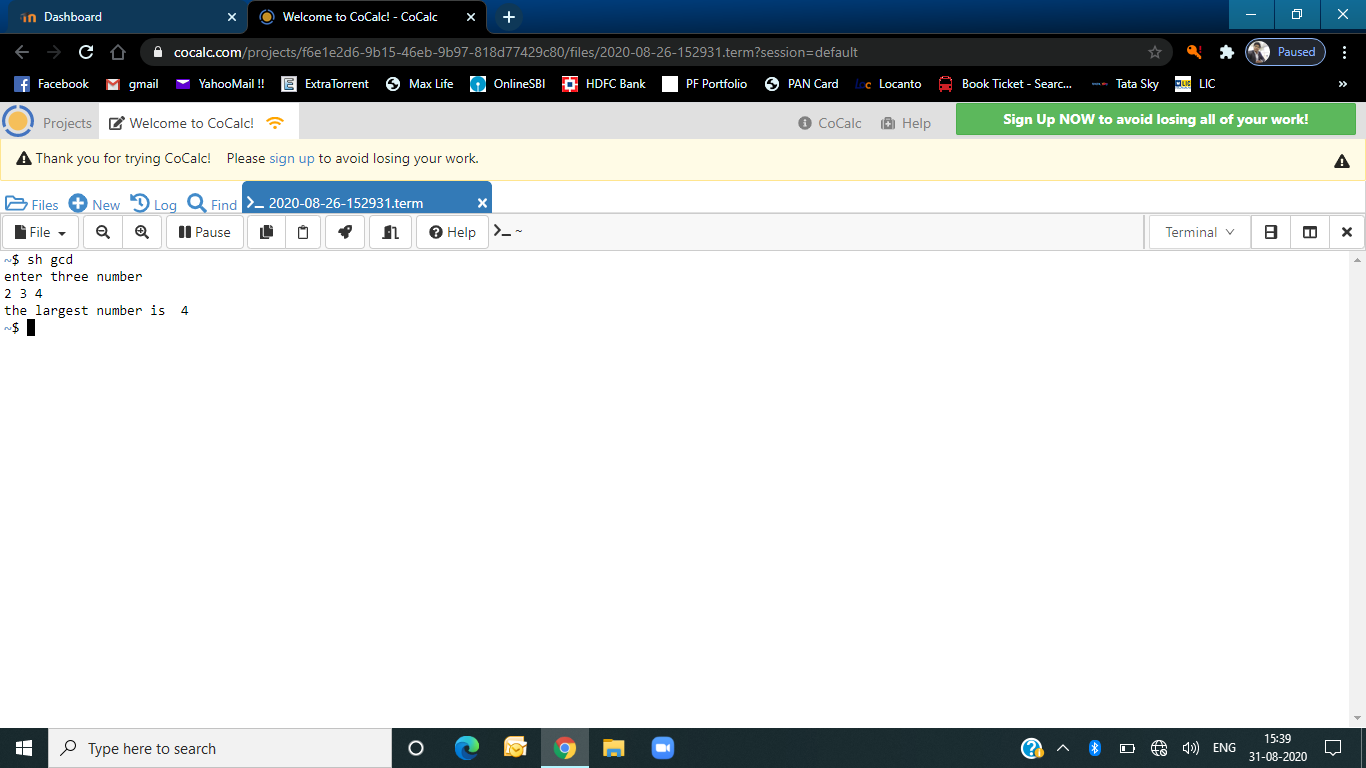 Dashboard
Welcome to CoCalc! - CoCalc
cocalc.com/projects/f6e1e2d6-9b15-46eb-9b97-818d77429c80/files/2020-08-26-152931.term?session=default
Paused
Facebook gmail YahooMail !! ExtraTorrent Max Life OnlineSBI HDFC Bank PF Portfolio PAN Card Locanto Book Ticket - Searc... Tata Sky LIC »
Projects Welcome to CoCalc! CoCalc Help Sign Up NOW to avoid losing all of your work!
Thank you for trying CoCalc! Please sign up to avoid losing your work.
Files New Log Find 2020-08-26-152931.term
File Pause Help ~ Terminal
~$ sh gcd
enter three number
2 3 4
the largest number is  4
~$
Type here to search
ENG
15:39
31-08-2020